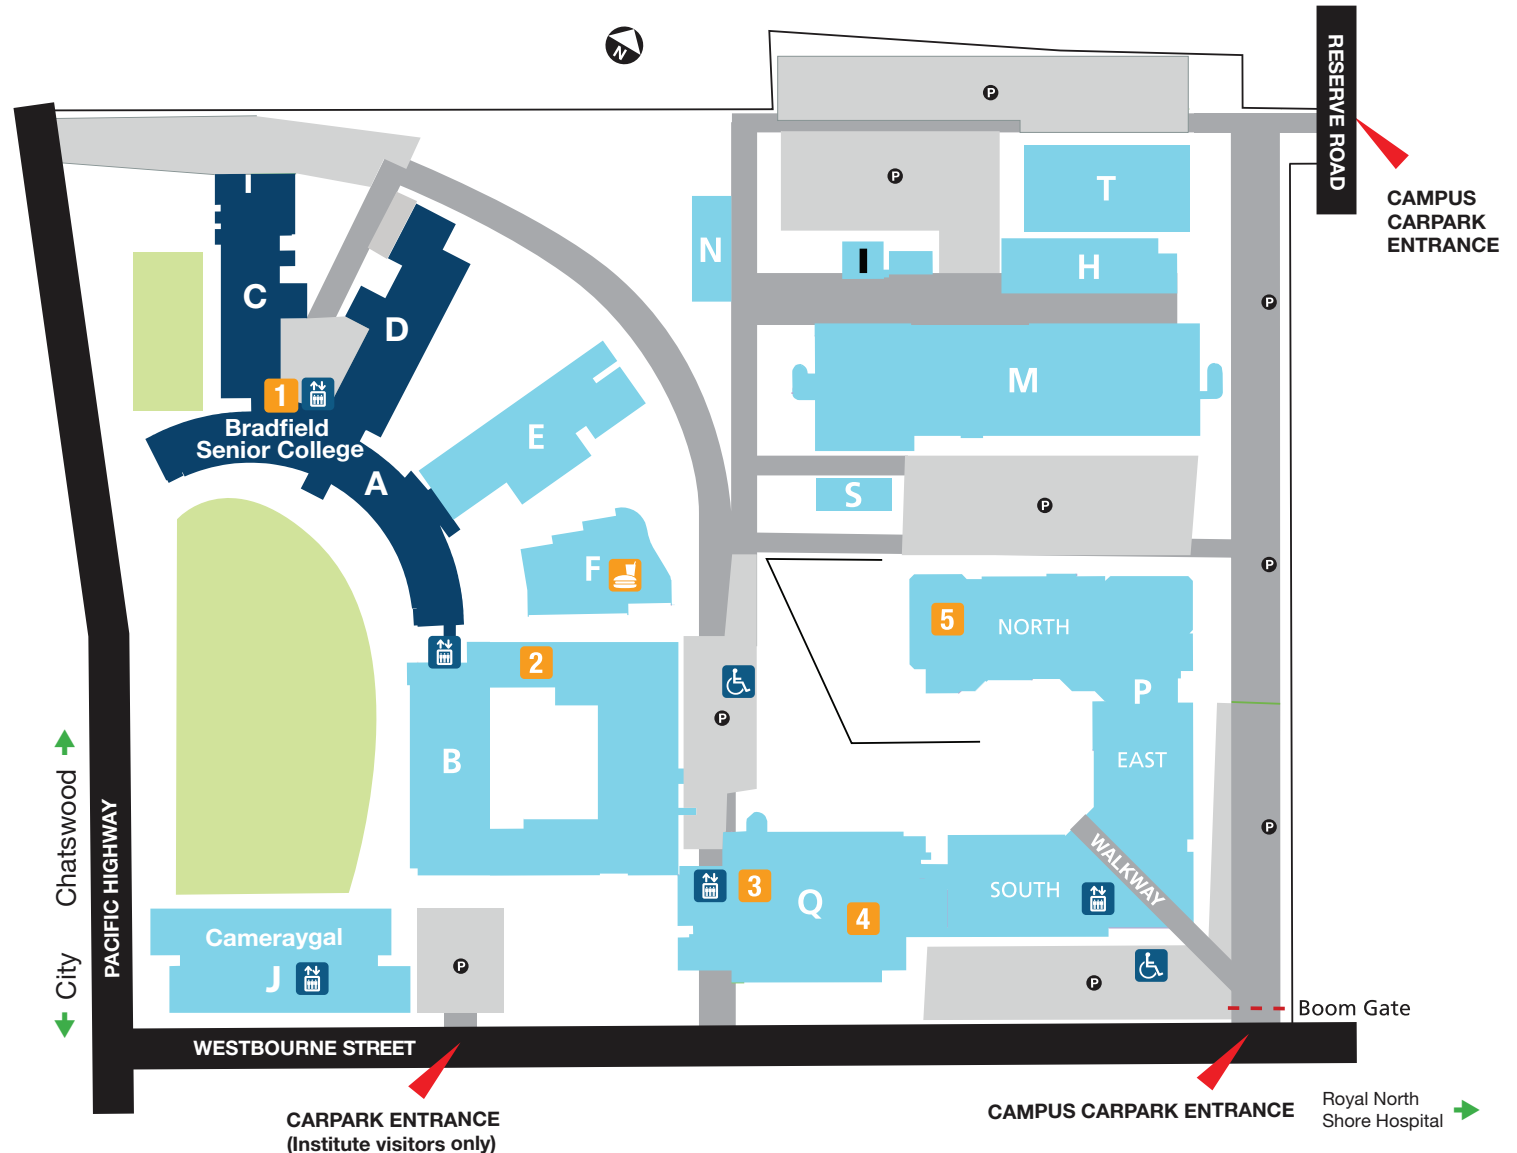 N
P
RESERVE ROAD
CAMPUS
CARPARK
ENTRANCE
P
T
N
I
H
C
D
P
M
1
Bradfield
Senior College
A
E
S
P
F
P
5
NORTH
2
P
P
B
EAST
Chatswood
City
PACIFIC HIGHWAY
WALKWAY
P
3
Q
4
SOUTH
Cameraygal
J
P
P
Boom Gate
WESTBOURNE STREET
CARPARK ENTRANCE
(Institute visitors only)
CAMPUS CARPARK ENTRANCE
Royal North
Shore Hospital